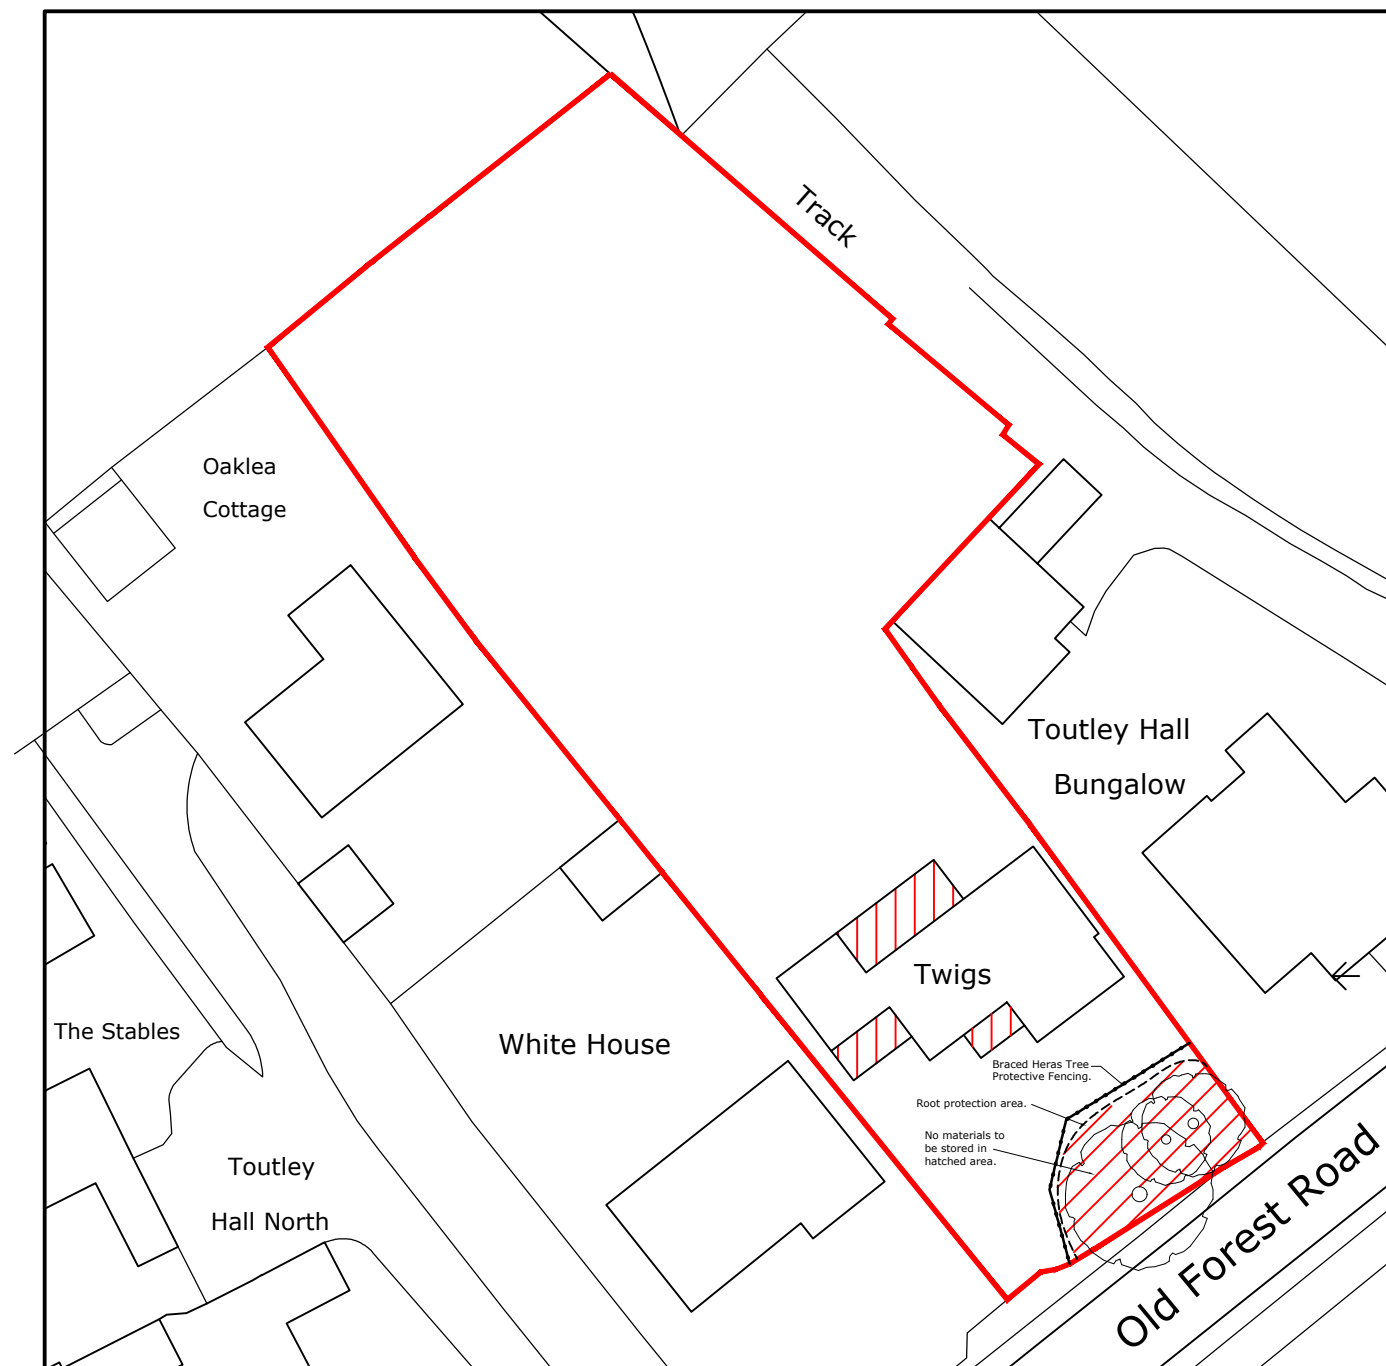 Track
Oaklea
Cottage
Toutley Hall
Bungalow
Twigs
The Stables
White House
Braced Heras Tree
Protective Fencing.
Root protection area.
No materials to
be stored in
hatched area.
Toutley
Hall North
Old Forest Road